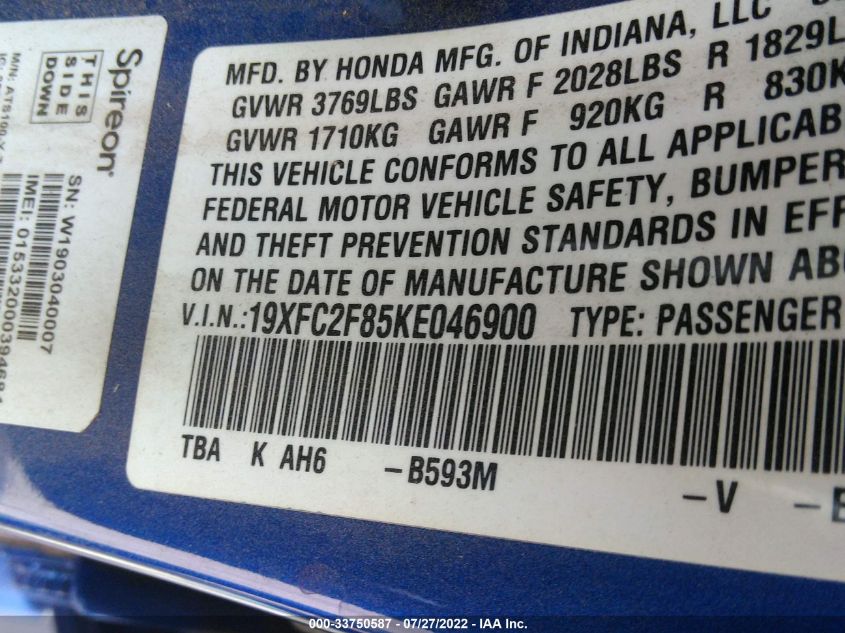 Spireon
THIS
SIDE
DOWN
SN: W1903040007
MFD. BY HONDA MFG. OF INDIANA, LLC
GVWR 3769LBS GAWR F 2028LBS R 1829L
GVWR 1710KG GAWR F 920KG R 830K
THIS VEHICLE CONFORMS TO ALL APPLICAB
FEDERAL MOTOR VEHICLE SAFETY, BUMPER
AND THEFT PREVENTION STANDARDS IN EFF
ON THE DATE OF MANUFACTURE SHOWN ABO
V.I.N.:19XFC2F85KE046900 TYPE: PASSENGER
TBA K AH6 -B593M
-V -E
000-33750587 - 07/27/2022 - IAA Inc.